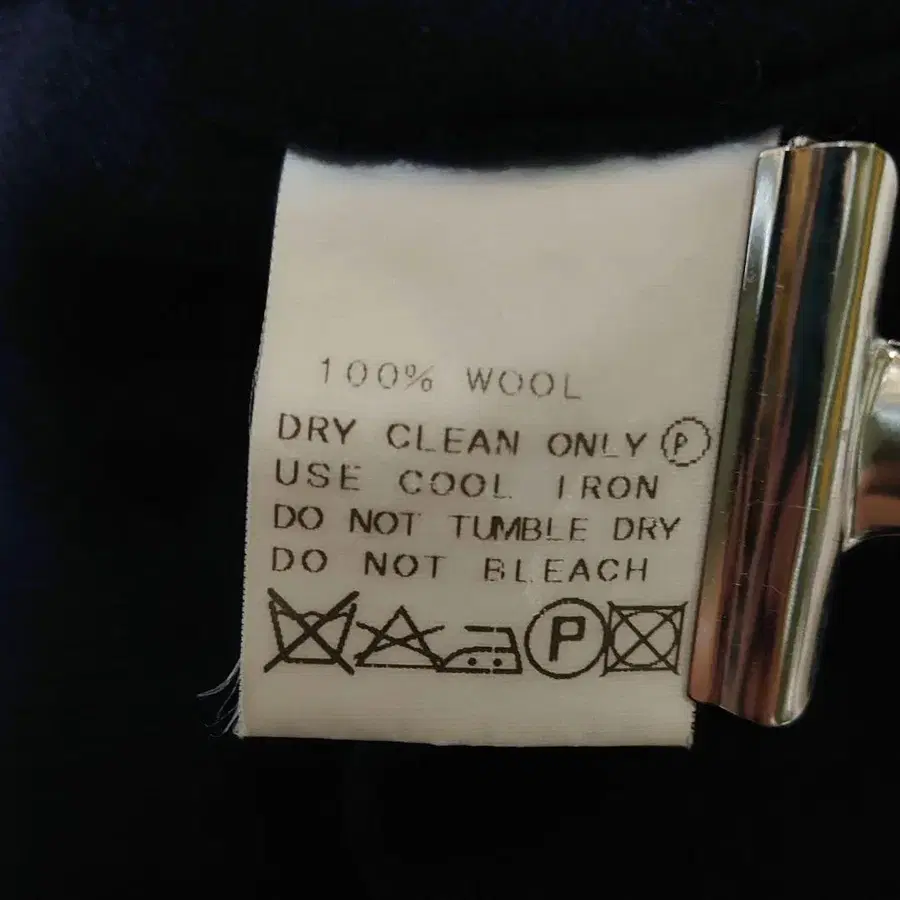 100% WOOL
DRY CLEAN ONLY Ⓟ
USE COOL IRON
DO NOT TUMBLE DRY
DO NOT BLEACH
P